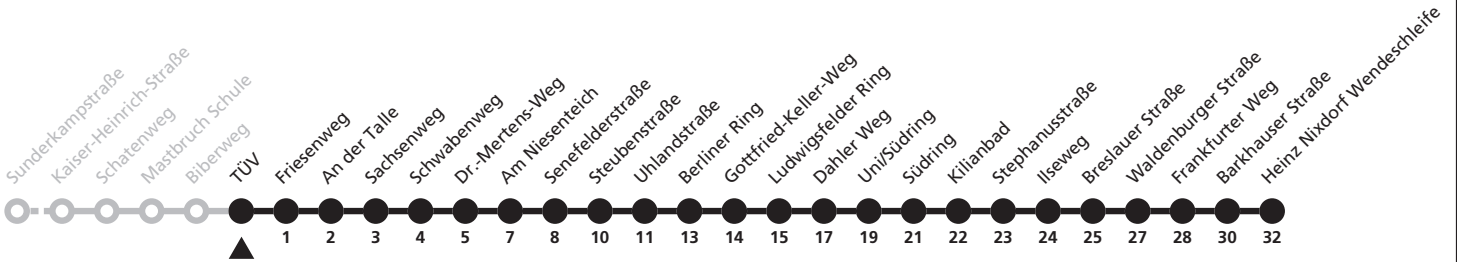 Sunderkampstraße
Kaiser-Heinrich-Straße
Schatenweg
Mastbruch Schule
Biberweg
TÜV
Friesenweg
An der Talle
Sachsenweg
Schwabenweg
Dr.-Mertens-Weg
Am Niesenteich
Senefelderstraße
Steubenstraße
Uhlandstraße
Berliner Ring
Gottfried-Keller-Weg
Ludwigsfelder Ring
Dahler Weg
Uni/Südring
Südring
Kilianbad
Stephanusstraße
Ilseweg
Breslauer Straße
Waldenburger Straße
Frankfurter Weg
Barkhauser Straße
Heinz Nixdorf Wendeschleife
1 2 3 4 5 7 8 10 11 13 14 15 17 19 21 22 23 24 25 27 28 30 32